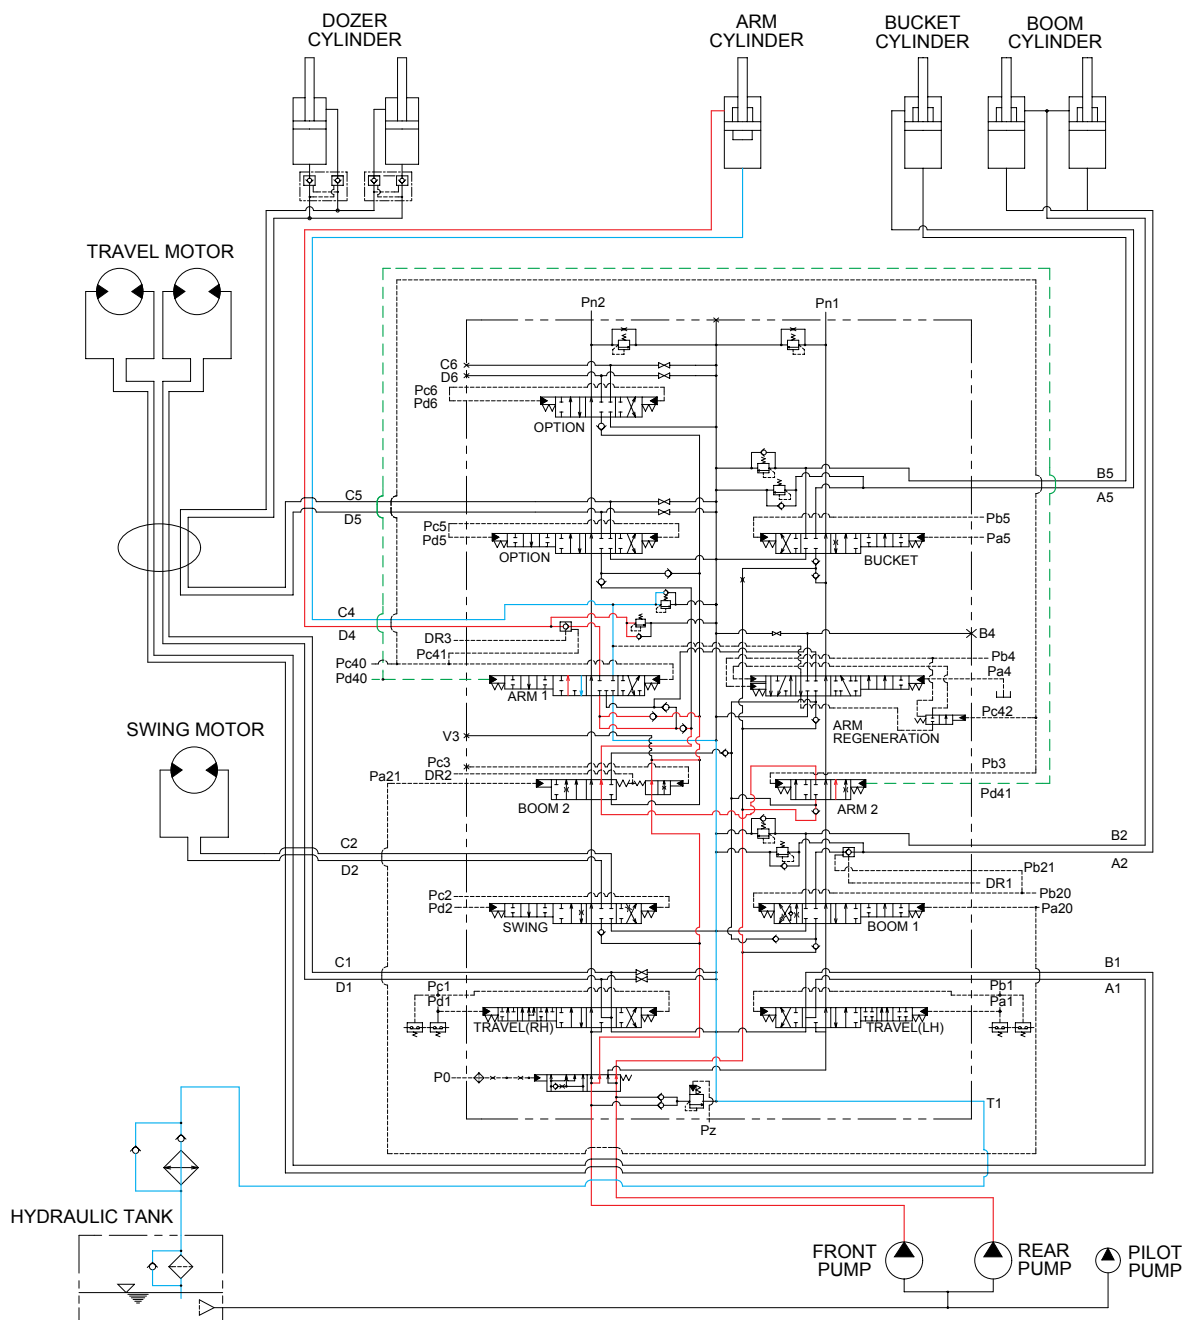 DOZER
CYLINDER
ARM
CYLINDER
BUCKET
CYLINDER
BOOM
CYLINDER
TRAVEL MOTOR
Pn2
Pn1
C6
D6
Pc6
Pd6
OPTION
C5
D5
B5
A5
Pc5
Pd5
Pb5
Pa5
OPTION
BUCKET
C4
D4
DR3
Pc41
B4
Pc40
Pd40
Pb4
Pa4
ARM 1
Pc42
ARM
REGENERATION
SWING MOTOR
V3
Pc3
DR2
Pa21
Pb3
Pd41
BOOM 2
ARM 2
C2
D2
B2
A2
Pb21
DR1
Pc2
Pd2
Pb20
Pa20
SWING
BOOM 1
C1
D1
B1
A1
Pc1
Pd1
Pb1
Pa1
TRAVEL(RH)
TRAVEL(LH)
P0
T1
Pz
HYDRAULIC TANK
FRONT
PUMP
REAR
PUMP
PILOT
PUMP